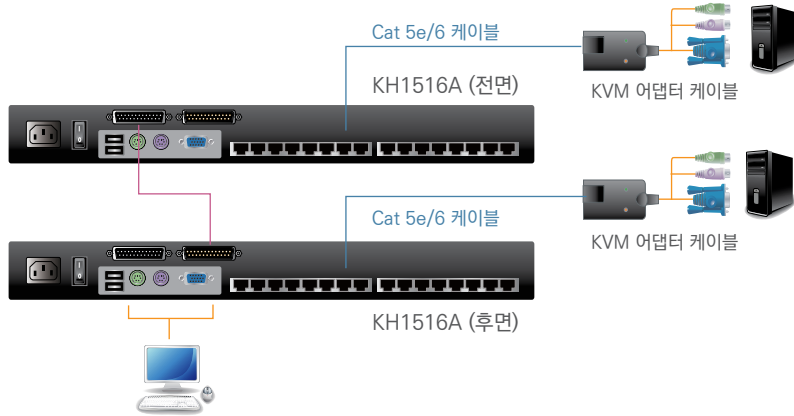 Cat 5e/6 케이블
KH1516A (전면)
KVM 어댑터 케이블
Cat 5e/6 케이블
KVM 어댑터 케이블
KH1516A (후면)